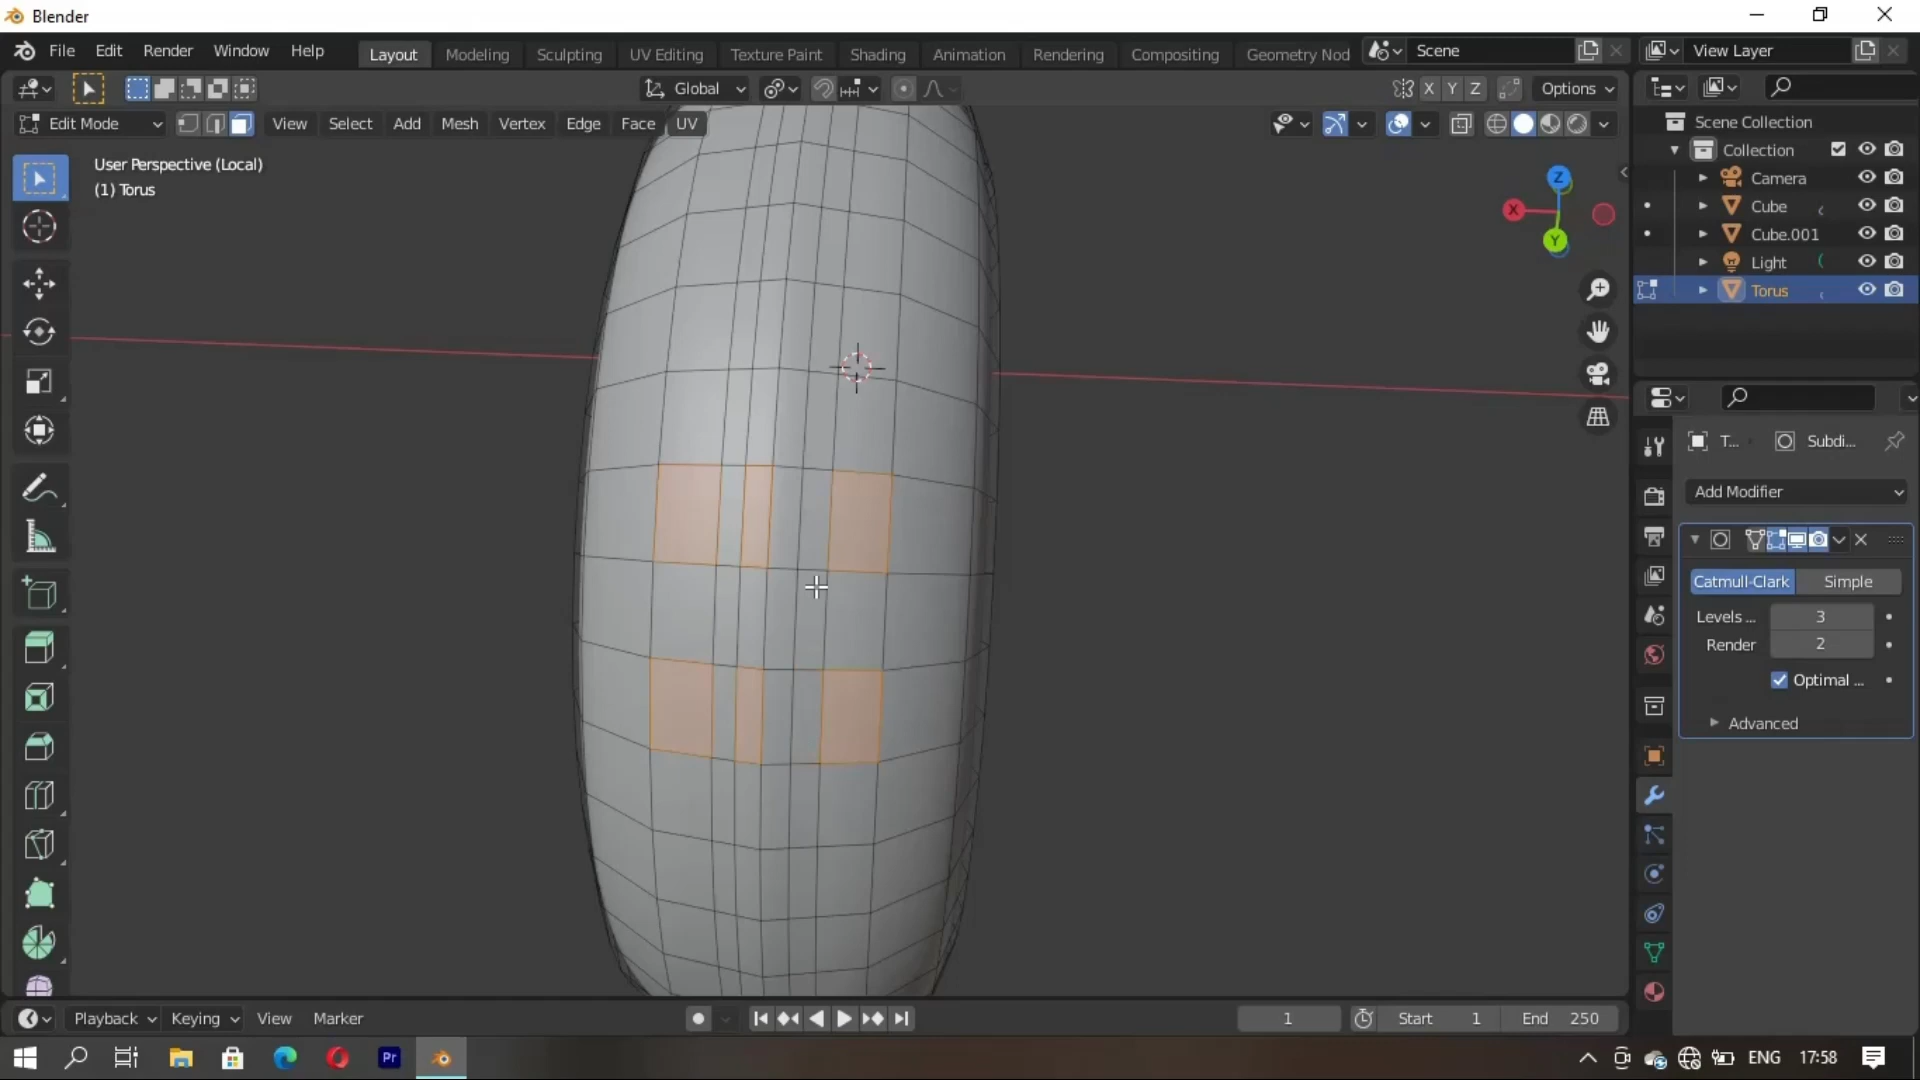 Blender
File Edit Render Window Help Layout Modeling Sculpting UV Editing Texture Paint Shading Animation Rendering Compositing Geometry Nod Scene View Layer
Global X Y Z Options
Edit Mode View Select Add Mesh Vertex Edge Face UV
User Perspective (Local)
(1) Torus
Z
X
Y
Scene Collection
Collection
Camera
Cube
Cube.001
Light
Torus
T... Subdi...
Add Modifier
Catmull-Clark Simple
Levels ... 3
Render 2
Optimal ...
Advanced
Playback Keying View Marker 1 Start 1 End 250
Pr ENG 17:58